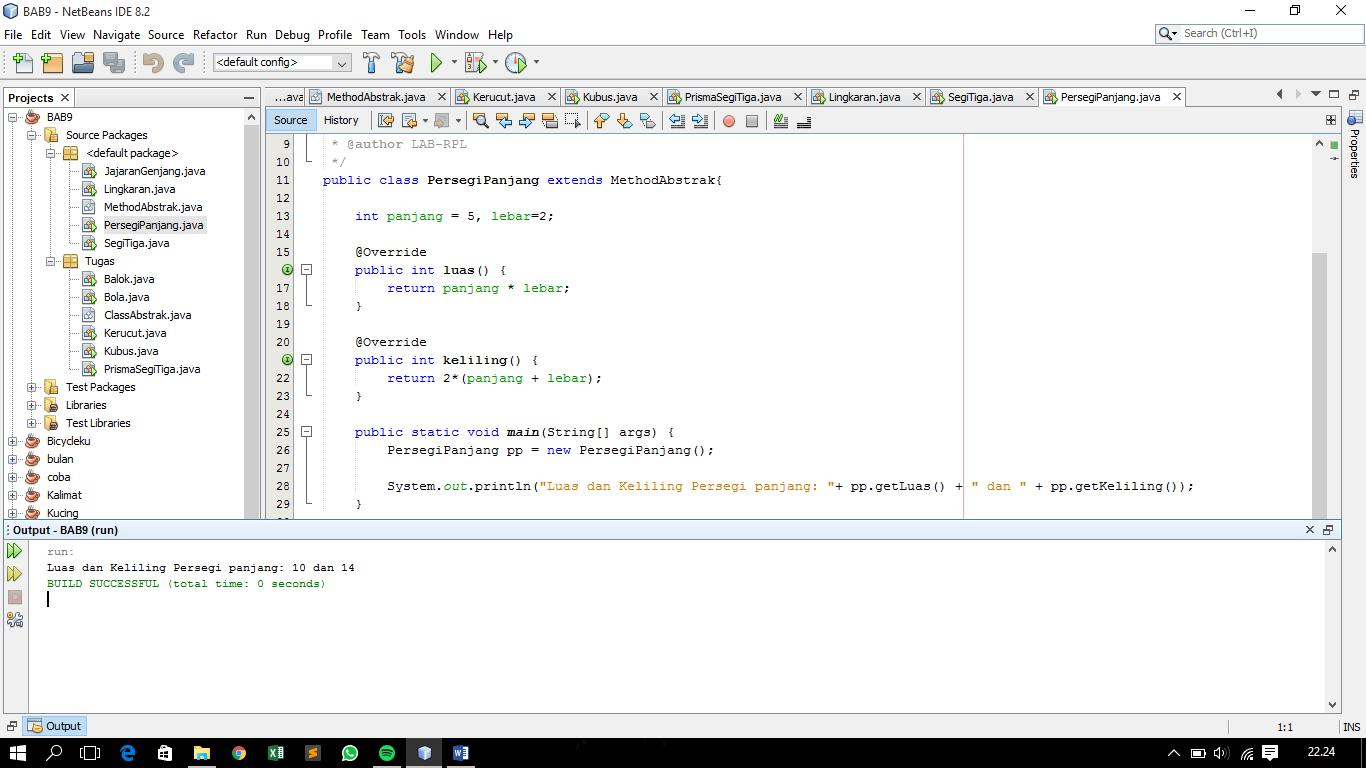 BAB9 - NetBeans IDE 8.2
File Edit View Navigate Source Refactor Run Debug Profile Team Tools Window Help
Search (Ctrl+I)
<default config>
Projects
...ava MethodAbstrak.java Kerucut.java Kubus.java PrismaSegiTiga.java Lingkaran.java SegiTiga.java PersegiPanjang.java
Source History
Properties
BAB9
Source Packages
<default package>
JajaranGenjang.java
Lingkaran.java
MethodAbstrak.java
PersegiPanjang.java
SegiTiga.java
Tugas
Balok.java
Bola.java
ClassAbstrak.java
Kerucut.java
Kubus.java
PrismaSegiTiga.java
Test Packages
Libraries
Test Libraries
Bicycleku
bulan
coba
Kalimat
Kucing
9 * @author LAB-RPL
10 */
11 public class PersegiPanjang extends MethodAbstrak{
12
13 int panjang = 5, lebar=2;
14
15 @Override
public int luas() {
17 return panjang * lebar;
18 }
19
20 @Override
public int keliling() {
22 return 2*(panjang + lebar);
23 }
24
25 public static void main(String[] args) {
26 PersegiPanjang pp = new PersegiPanjang();
27
28 System.out.println("Luas dan Keliling Persegi panjang: "+ pp.getLuas() + " dan " + pp.getKeliling());
29 }
Output - BAB9 (run)
run:
Luas dan Keliling Persegi panjang: 10 dan 14
BUILD SUCCESSFUL (total time: 0 seconds)
Output
1:1 INS
22.24